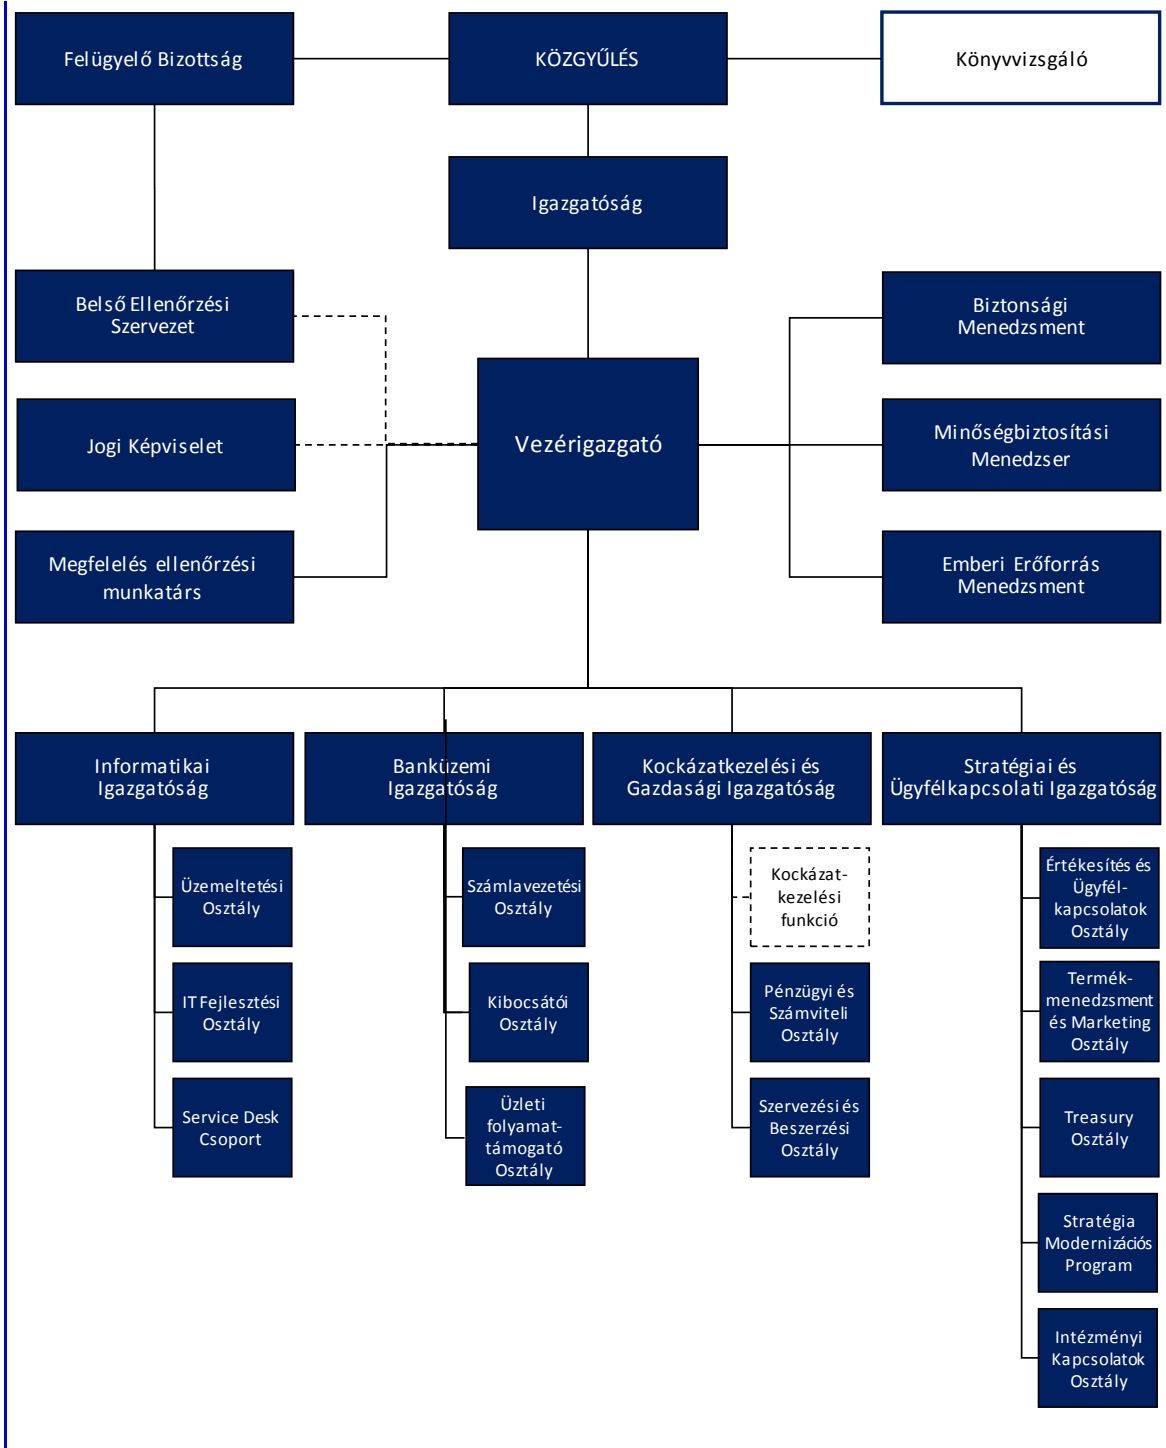 Felügyelő Bizottság
KÖZGYŰLÉS
Könyvvizsgáló
Igazgatóság
Belső Ellenőrzési
Szervezet
Biztonsági
Menedzsment
Jogi Képviselet
Vezérigazgató
Minőségbiztosítási
Menedzser
Megfelelés ellenőrzési
munkatárs
Emberi Erőforrás
Menedzsment
Informatikai
Igazgatóság
Banküzemi
Igazgatóság
Kockázatkezelési és
Gazdasági Igazgatóság
Stratégiai és
Ügyfélkapcsolati Igazgatóság
Üzemeltetési
Osztály
Számlavezetési
Osztály
Kockázat-
kezelési
funkció
Értékesítés és
Ügyfél-
kapcsolatok
Osztály
IT Fejlesztési
Osztály
Kibocsátói
Osztály
Pénzügyi és
Számviteli
Osztály
Termék-
menedzsment
és Marketing
Osztály
Service Desk
Csoport
Üzleti
folyamat-
támogató
Osztály
Szervezési és
Beszerzési
Osztály
Treasury
Osztály
Stratégia
Modernizációs
Program
Intézményi
Kapcsolatok
Osztály